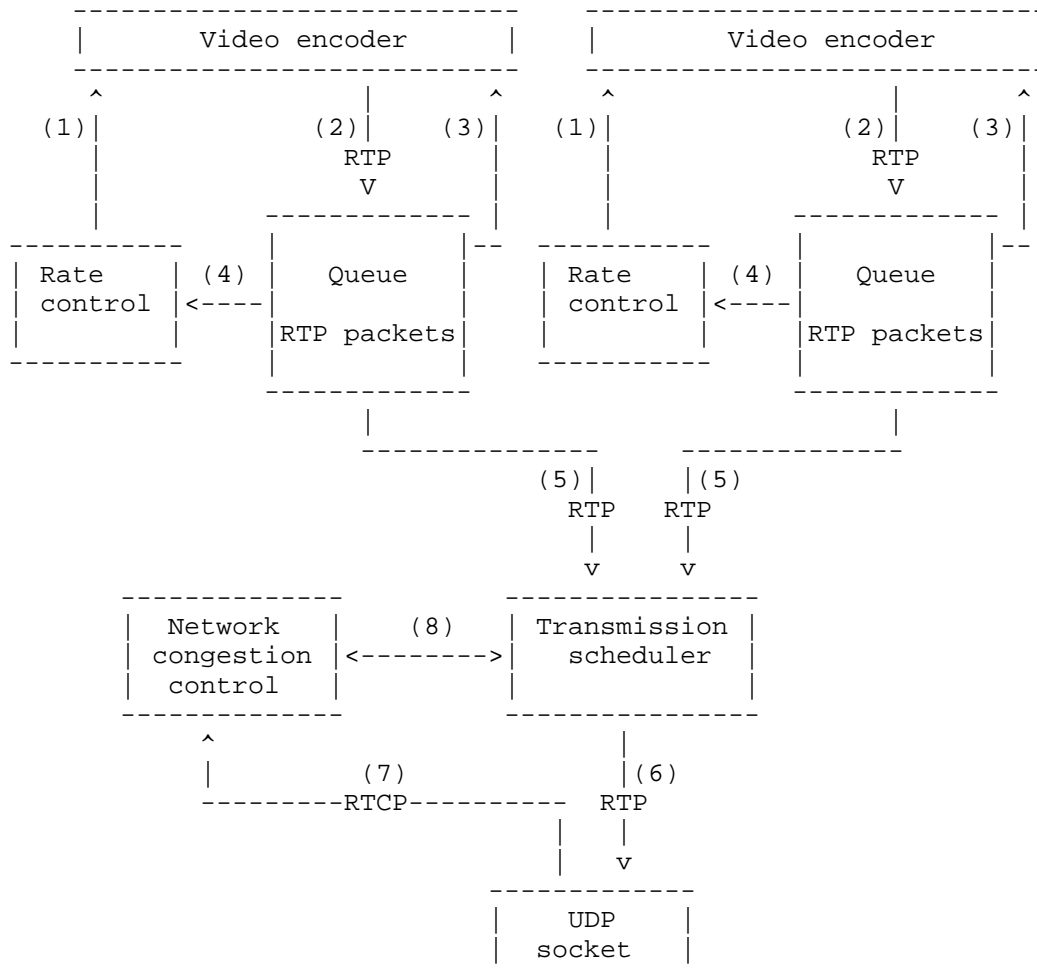 Video encoder Video encoder
(1) (2) (3) (1) (2) (3)
RTP RTP
V V
Rate (4) Queue Rate (4) Queue
control control
RTP packets RTP packets
(5) (5)
RTP RTP
v v
Network (8) Transmission
congestion scheduler
control
(7) (6)
RTCP RTP
v
UDP
socket